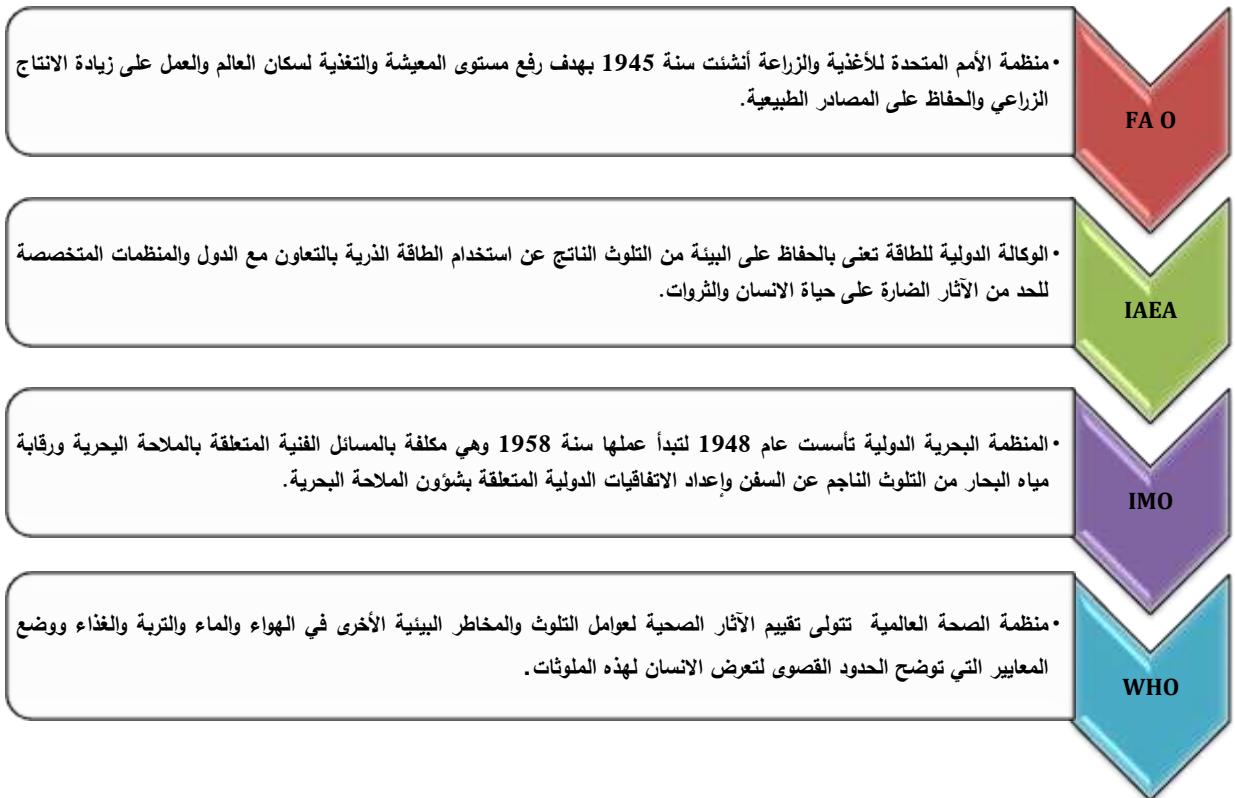 •منظمة الأمم المتحدة للأغذية والزراعة أنشئت سنة 1945 بهدف رفع مستوى المعيشة والتغذية لسكان العالم والعمل على زيادة الانتاج
الزراعي والحفاظ على المصادر الطبيعية.
FA O
•الوكالة الدولية للطاقة تعنى بالحفاظ على البيئة من التلوث الناتج عن استخدام الطاقة الذرية بالتعاون مع الدول والمنظمات المتخصصة
للحد من الآثار الضارة على حياة الانسان والثروات.
IAEA
•المنظمة البحرية الدولية تأسست عام 1948 لتبدأ عملها سنة 1958 وهي مكلفة بالمسائل الفنية المتعلقة بالملاحة اليحرية ورقابة
مياه البحار من التلوث الناجم عن السفن وإعداد الاتفاقيات الدولية المتعلقة بشؤون الملاحة البحرية.
IMO
•منظمة الصحة العالمية تتولى تقييم الآثار الصحية لعوامل التلوث والمخاطر البيئية الأخرى في الهواء والماء والتربة والغذاء ووضع
المعايير التي توضح الحدود القصوى لتعرض الانسان لهذه الملوثات.
WHO